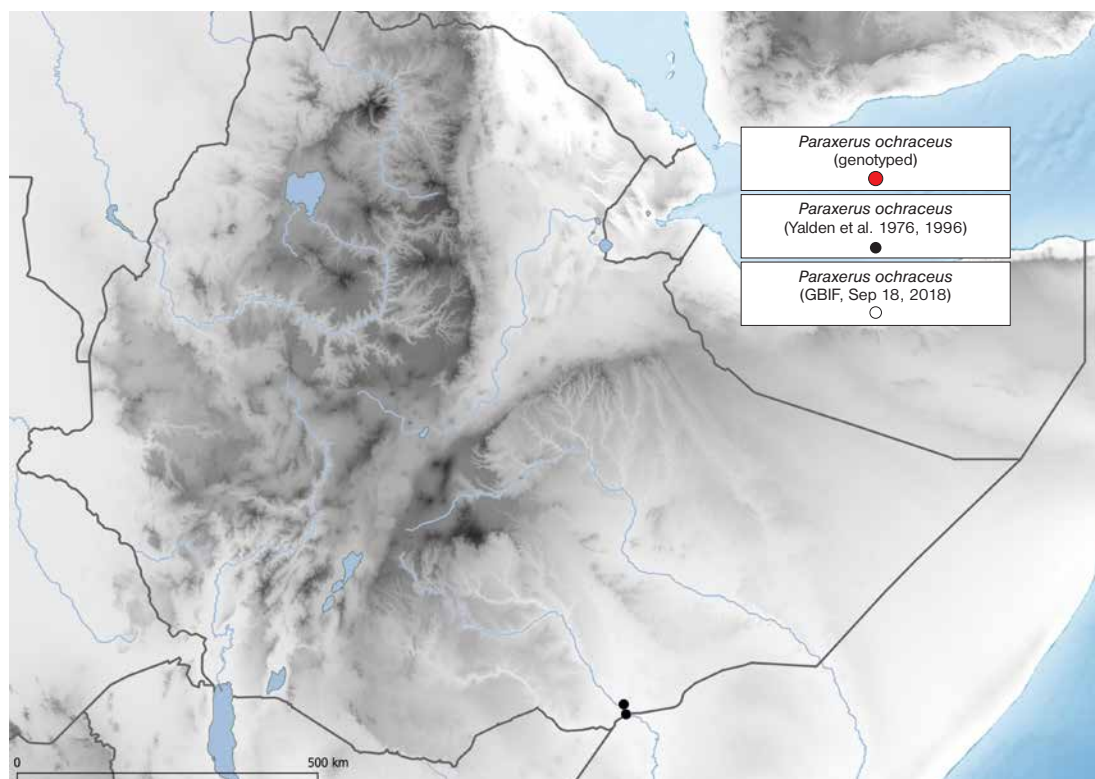 Paraxerus ochraceus
(genotyped)
Paraxerus ochraceus
(Yalden et al. 1976, 1996)
Paraxerus ochraceus
(GBIF, Sep 18, 2018)
0
500 km